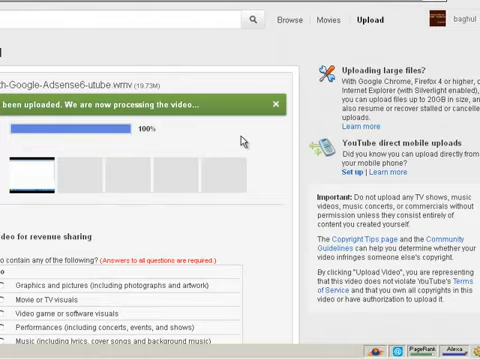 Browse Movies Upload baghul
th-Google-Adsense6-utube.wmv (19.73M)
been uploaded. We are now processing the video...
100%
video for revenue sharing
o contain any of the following? (Answers to all questions are required.)
Graphics and pictures (including photographs and artwork)
Movie or TV visuals
Video game or software visuals
Performances (including concerts, events, and shows)
Music (including lyrics, cover songs and background music)
Uploading large files?
With Google Chrome, Firefox 4 or higher, o
Internet Explorer (with Silverlight enabled)
you can upload files up to 20GB in size, an
also resume or recover stalled or cancelle
uploads.
Learn more
YouTube direct mobile uploads
Did you know you can upload directly from
your mobile to YouTube?
Set up | Learn more
Important: Do not upload any TV shows, music
videos, music concerts, or commercials without
permission unless they consist entirely of
content you created yourself.
The Copyright Tips page and the Community
Guidelines can help you determine whether your
video infringes someone else's copyright.
By clicking "Upload Video", you are representing
that this video does not violate YouTube's Terms
of Service and that you own all copyrights in this
video or have authorization to upload it.
PageRank Alexa